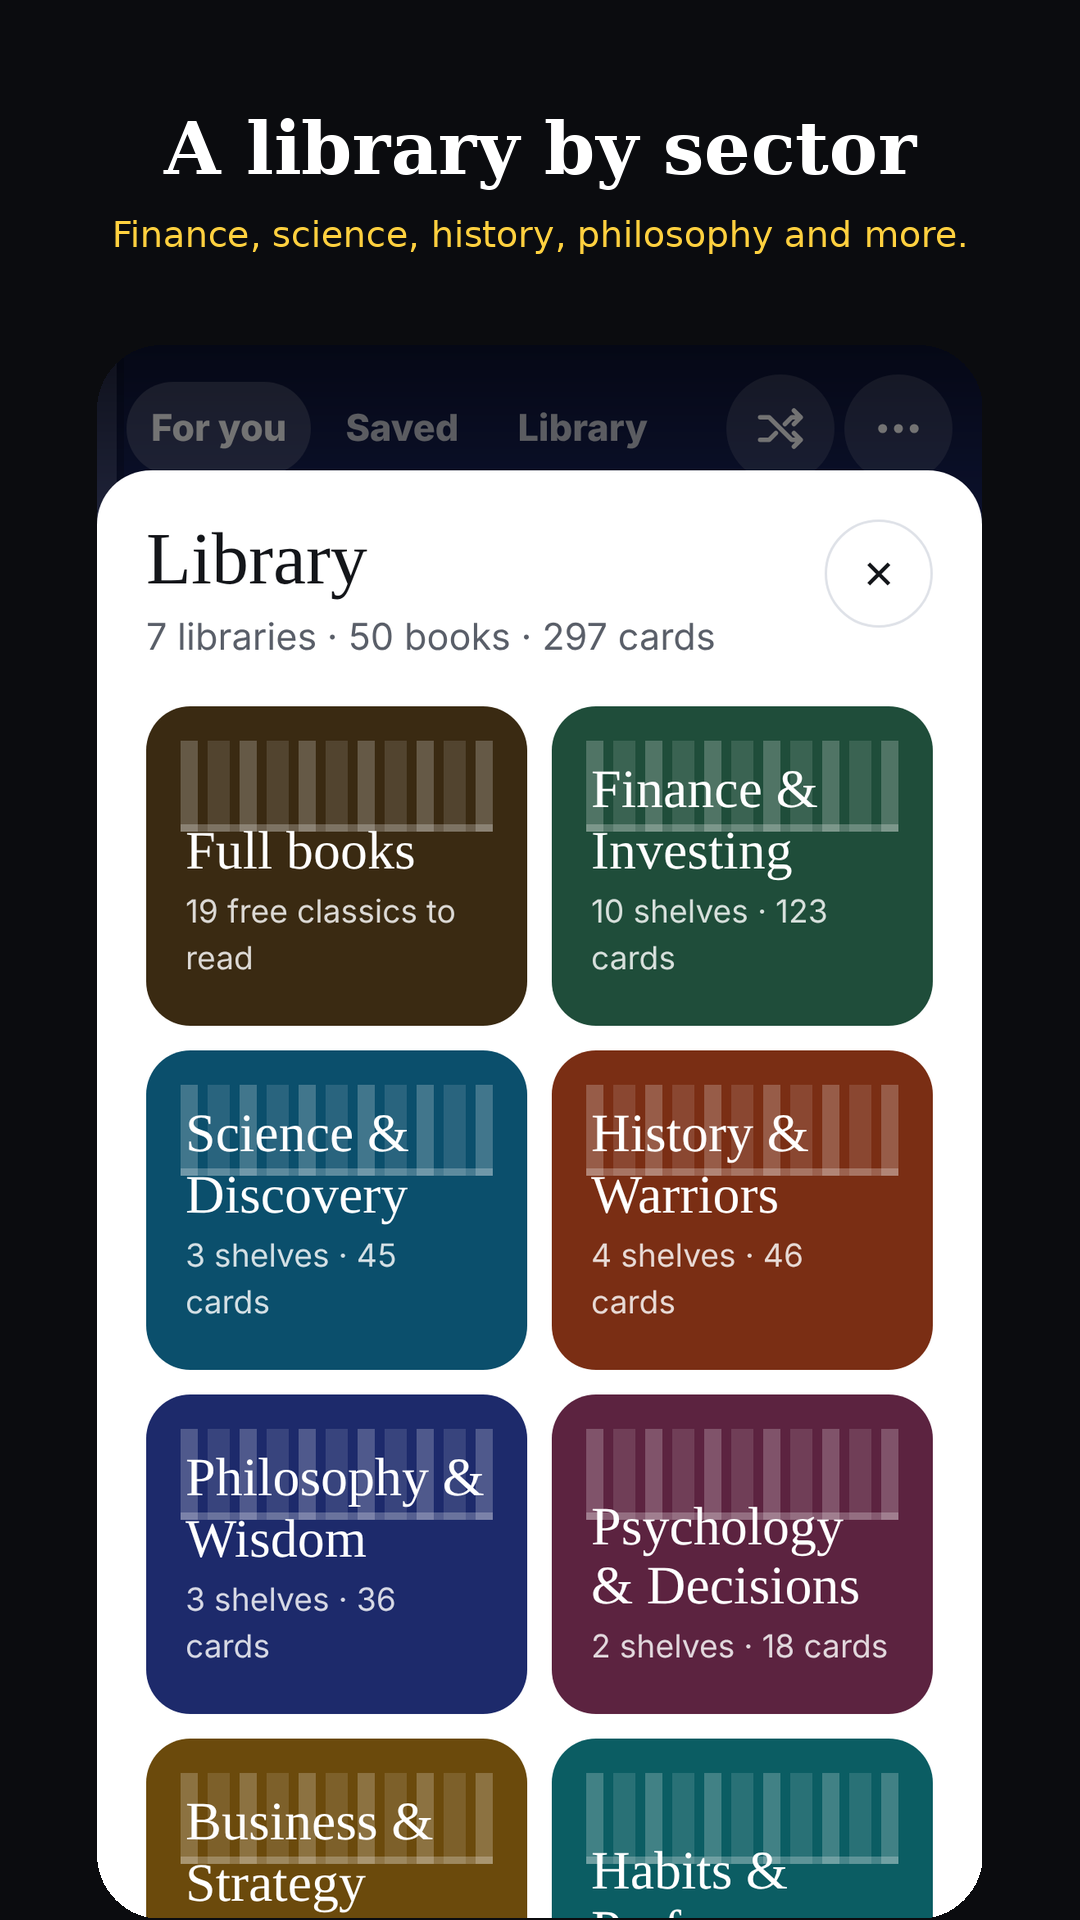 A library by sector
Finance, science, history, philosophy and more.
For you
Saved
Library
Library
7 libraries · 50 books · 297 cards
Full books
19 free classics to
read
Finance &
Investing
10 shelves · 123
cards
Science &
Discovery
3 shelves · 45
cards
History &
Warriors
4 shelves · 46
cards
Philosophy &
Wisdom
3 shelves · 36
cards
Psychology
& Decisions
2 shelves · 18 cards
Business &
Strategy
Habits &